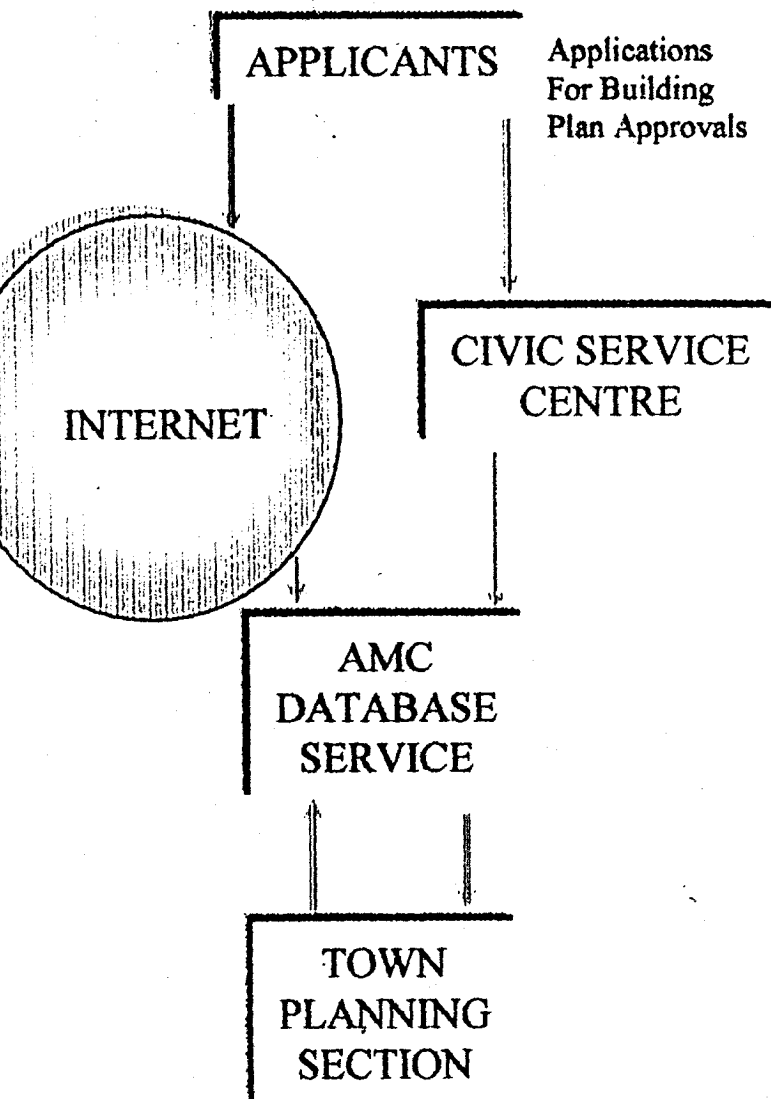 APPLICANTS
Applications
For Building
Plan Approvals
CIVIC SERVICE
CENTRE
INTERNET
AMC
DATABASE
SERVICE
TOWN
PLANNING
SECTION